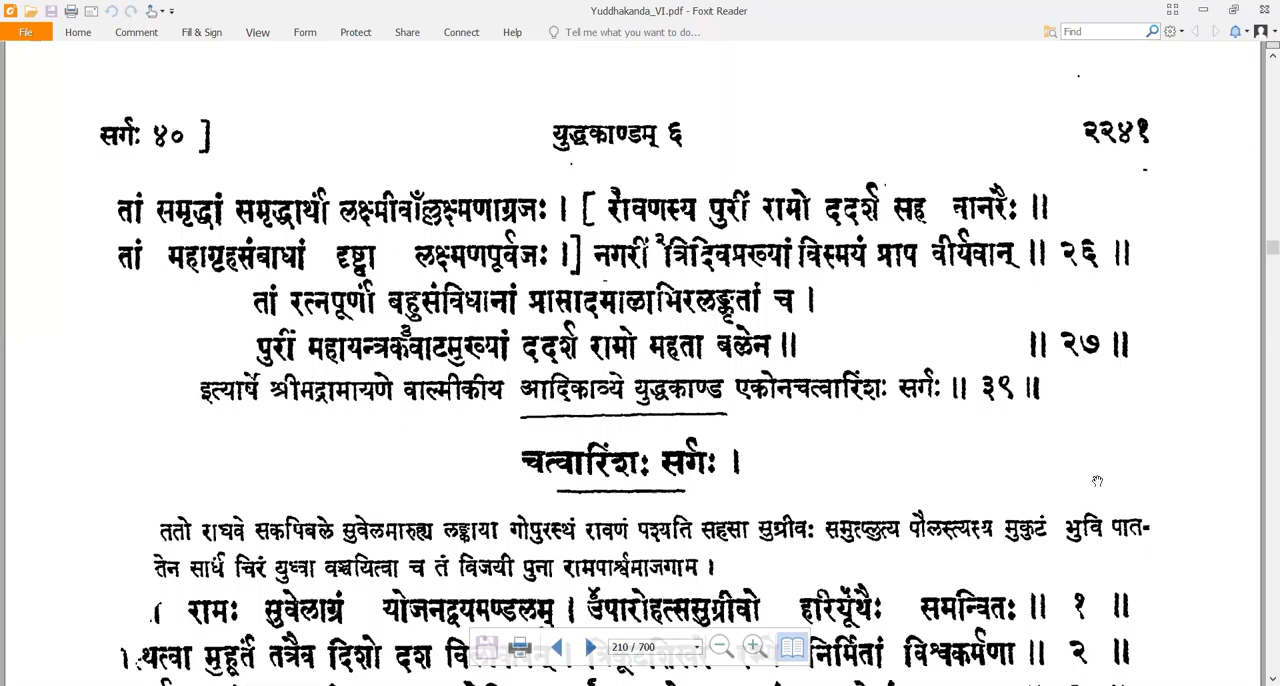 Yuddhakanda_VI.pdf - Foxit Reader
File Home Comment Fill & Sign View Form Protect Share Connect Help Tell me what you want to do... Find
सर्गः ४० ] युद्धकाण्डम् ६ २२४१
तां समृद्धां समृद्धार्थां लक्ष्मीवाँल्लक्ष्मणाग्रजः । [ रावणस्य पुरीं रामो ददर्श सह वानरैः ॥
तां महागृहसंबाधां दृष्ट्वा लक्ष्मणपूर्वजः ।] नगरीं त्रिदिवप्रख्यां विस्मयं प्राप वीर्यवान् ॥ २६ ॥
तां रत्नपूर्णां बहुसंविधानां प्रासादमालाभिरलङ्कृतां च ।
पुरीं महायन्त्रकवाटमुख्यां ददर्श रामो महता बलेन ॥ ॥ २७ ॥
इत्यार्षे श्रीमद्रामायणे वाल्मीकीय आदिकाव्ये युद्धकाण्ड एकोनचत्वारिंशः सर्गः ॥ ३९ ॥
चत्वारिंशः सर्गः ।
ततो राघवे सकपिबले सुवेलमारुह्य लङ्काया गोपुरस्थं रावणं पश्यति सहसा सुग्रीवः समुत्प्लुत्य पौलस्त्यस्य मुकुटं भुवि पात-
तेन सार्धं चिरं युध्वा वञ्चयित्वा च तं विजयी पुना रामपार्श्वमाजगाम ।
रामः सुवेलाग्रं योजनद्वयमण्डलम् । उपारोहत्ससुग्रीवो हरियूथैः समन्वितः ॥ १ ॥
मुहूर्तं तत्रैव दिशो दश निर्मितां विश्वकर्मणा ॥ २ ॥
210 / 700